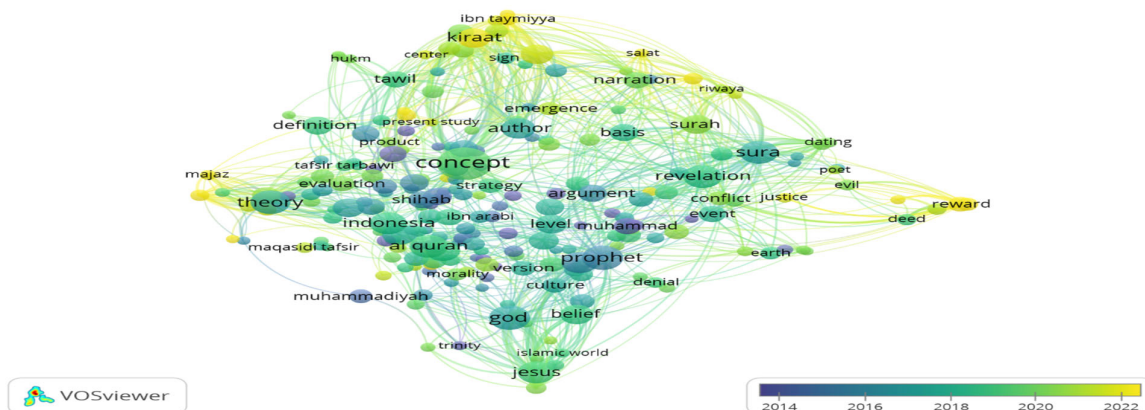 ibn taymiyya
kiraat
center
sign
salat
hukm
tawil
narration
riwaya
emergence
present study
definition
author
basis
surah
product
dating
concept
sura
tafsir tarbawi
poet
majaz
evaluation
strategy
revelation
evil
argument
theory
shihab
conflict
justice
reward
ibn arabi
event
deed
indonesia
level
muhammad
maqasidi tafsir
al quran
earth
prophet
version
morality
denial
culture
muhammadiyah
god
belief
trinity
islamic world
jesus
VOSviewer
2014 2016 2018 2020 2022